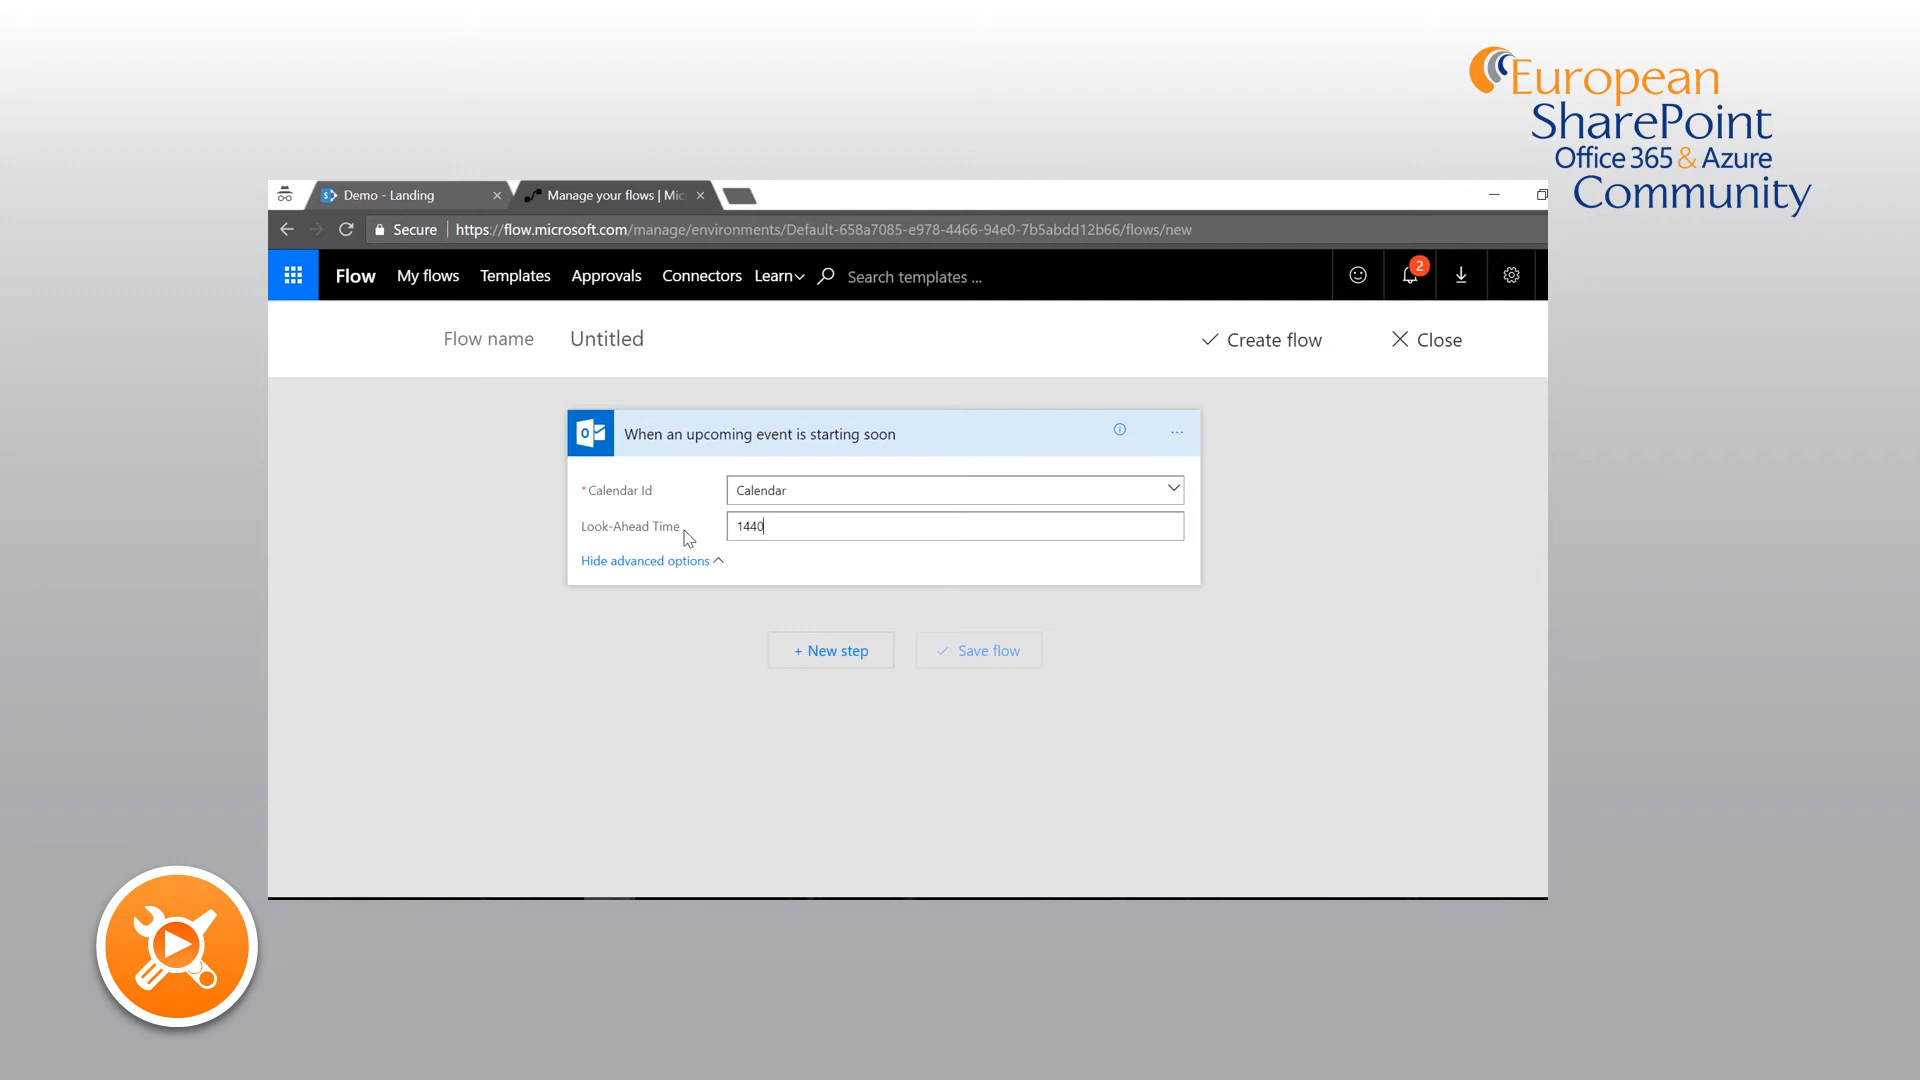 European
SharePoint
Office 365 & Azure
Community
Demo - Landing
Manage your flows | Mic
Secure
https://flow.microsoft.com/manage/environments/Default-658a7085-e978-4466-94e0-7b5abdd12b66/flows/new
Flow My flows Templates Approvals Connectors Learn Search templates ... 2
Flow name Untitled Create flow Close
When an upcoming event is starting soon ...
* Calendar Id Calendar
Look-Ahead Time 1440
Hide advanced options
+ New step Save flow